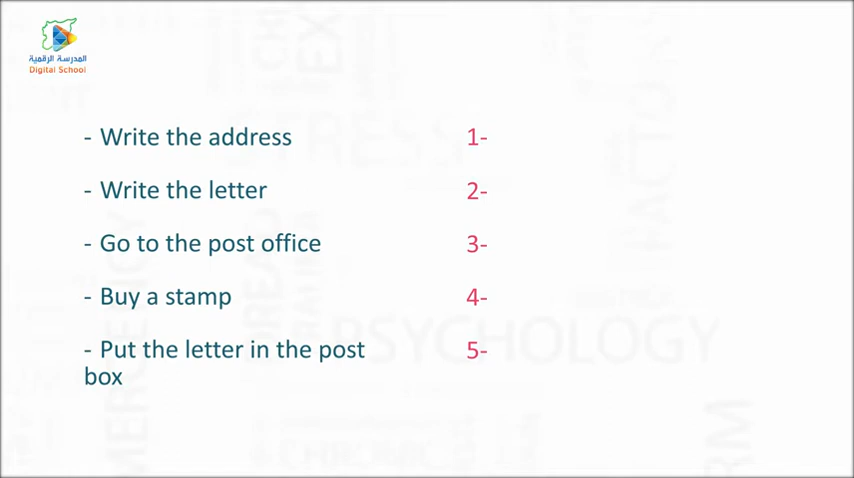 المدرسة الرقمية
Digital School
- Write the address
1-
- Write the letter
2-
- Go to the post office
3-
- Buy a stamp
4-
- Put the letter in the post
box
5-
PSYCHOLOGY